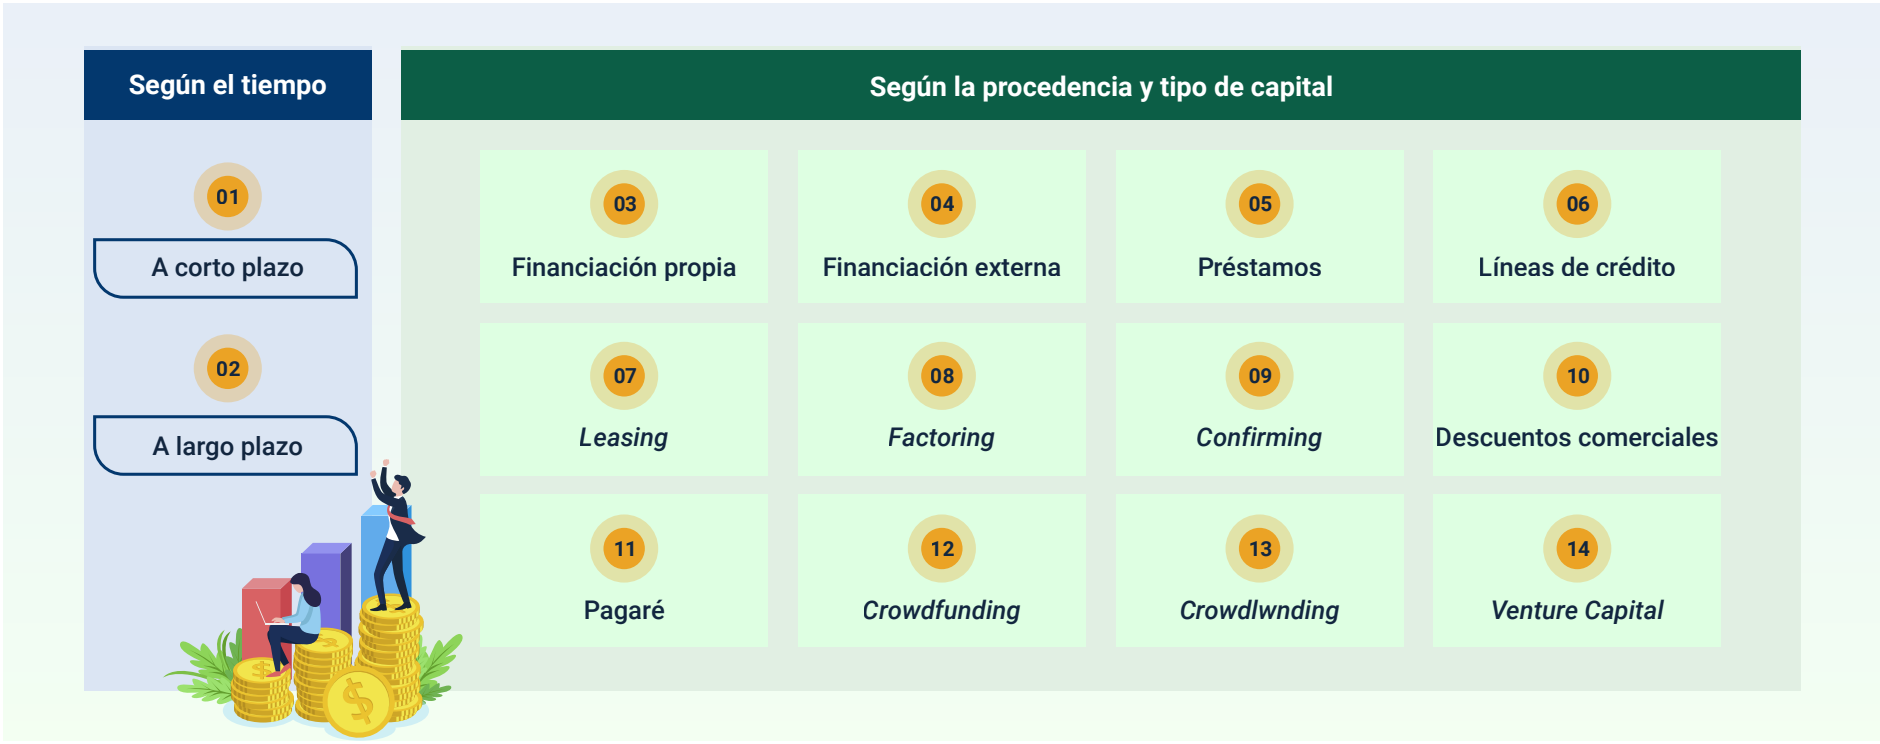 Según el tiempo
01
A corto plazo
02
A largo plazo
Según la procedencia y tipo de capital
03
Financiación propia
04
Financiación externa
05
Préstamos
06
Líneas de crédito
07
Leasing
08
Factoring
09
Confirming
10
Descuentos comerciales
11
Pagaré
12
Crowdfunding
13
Crowdlwnding
14
Venture Capital